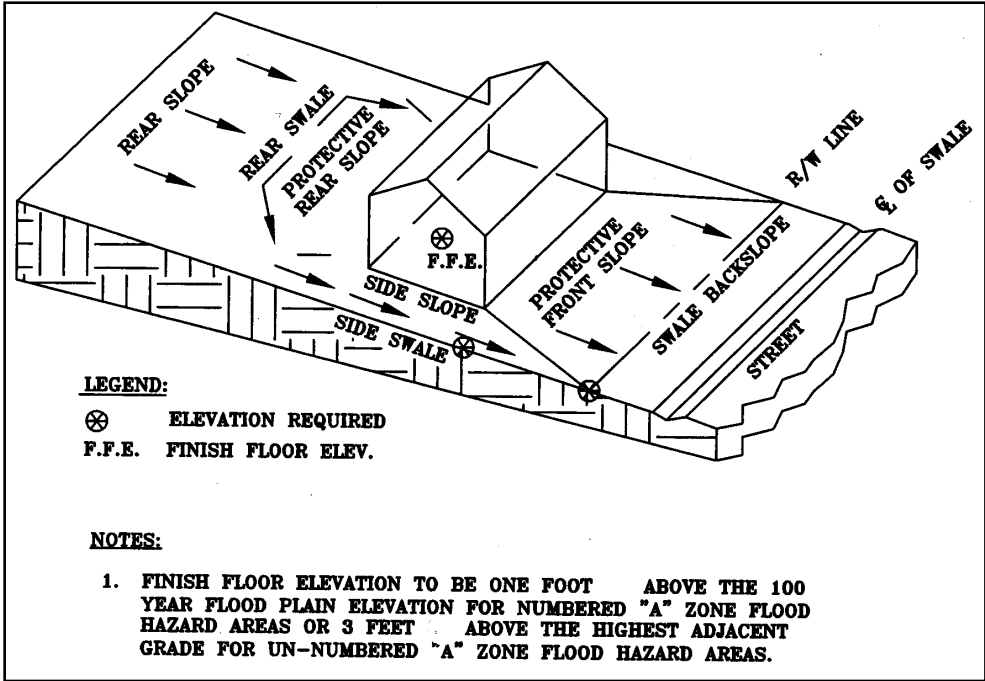 REAR SLOPE
REAR SWALE
PROTECTIVE
REAR SLOPE
R/W LINE
℄ OF SWALE
F.F.E.
PROTECTIVE
FRONT SLOPE
SWALE BACKSLOPE
STREET
SIDE SLOPE
SIDE SWALE
LEGEND:
ELEVATION REQUIRED
F.F.E. FINISH FLOOR ELEV.
NOTES:
1. FINISH FLOOR ELEVATION TO BE ONE FOOT ABOVE THE 100
YEAR FLOOD PLAIN ELEVATION FOR NUMBERED "A" ZONE FLOOD
HAZARD AREAS OR 3 FEET ABOVE THE HIGHEST ADJACENT
GRADE FOR UN-NUMBERED "A" ZONE FLOOD HAZARD AREAS.